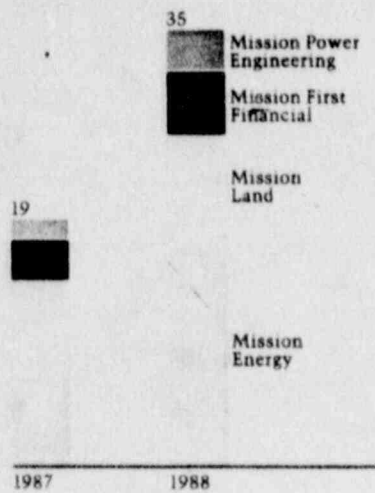 35
Mission Power
Engineering
Mission First
Financial
Mission
Land
19
Mission
Energy
1987 1988